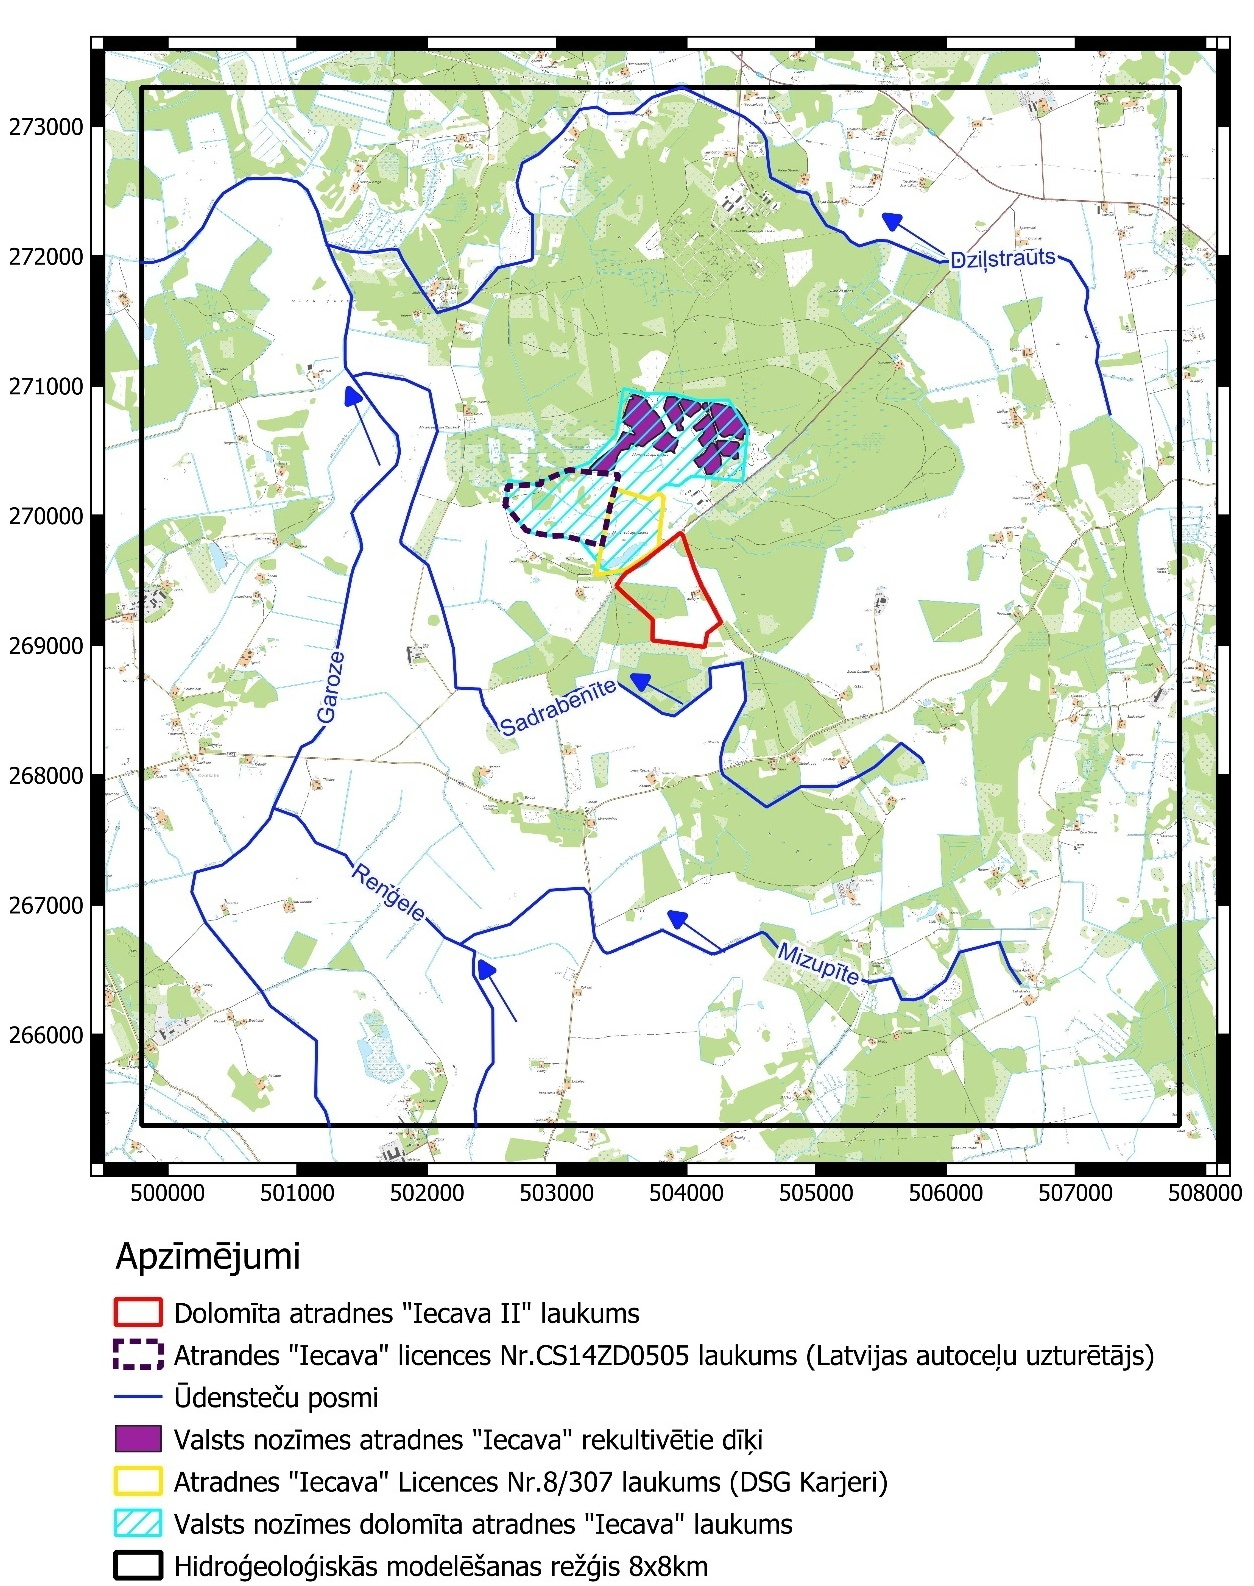 273000
272000
271000
270000
269000
268000
267000
266000
Dziļstrauts
Garoze
Sadrabenīte
Renģele
Mizupīte
500000 501000 502000 503000 504000 505000 506000 507000 508000
Apzīmējumi
Dolomīta atradnes "Iecava II" laukums
Atrandes "Iecava" licences Nr.CS14ZD0505 laukums (Latvijas autoceļu uzturētājs)
Ūdensteču posmi
Valsts nozīmes atradnes "Iecava" rekultivētie dīķi
Atradnes "Iecava" Licences Nr.8/307 laukums (DSG Karjeri)
Valsts nozīmes dolomīta atradnes "Iecava" laukums
Hidroģeoloģiskās modelēšanas režģis 8x8km